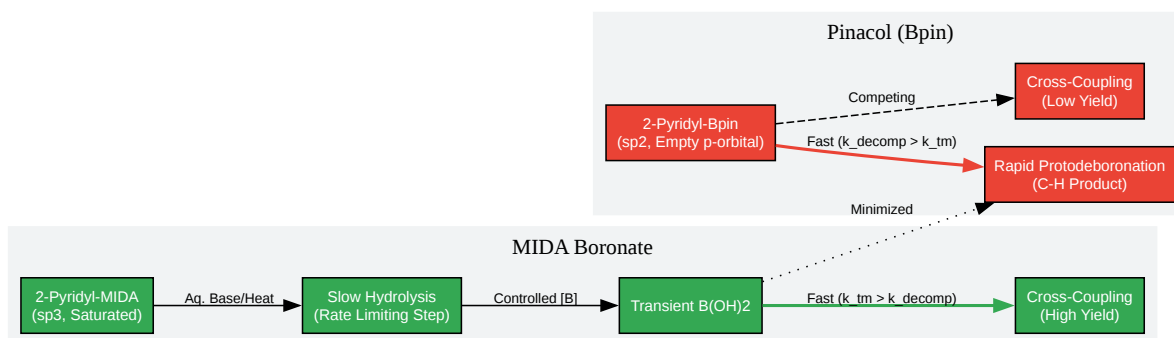 Pinacol (Bpin)
2-Pyridyl-Bpin
(sp2, Empty p-orbital)
Competing
Cross-Coupling
(Low Yield)
Fast (k_decomp > k_tm)
Rapid Protodeboronation
(C-H Product)
Minimized
MIDA Boronate
2-Pyridyl-MIDA
(sp3, Saturated)
Aq. Base/Heat
Slow Hydrolysis
(Rate Limiting Step)
Controlled [B]
Transient B(OH)2
Fast (k_tm > k_decomp)
Cross-Coupling
(High Yield)